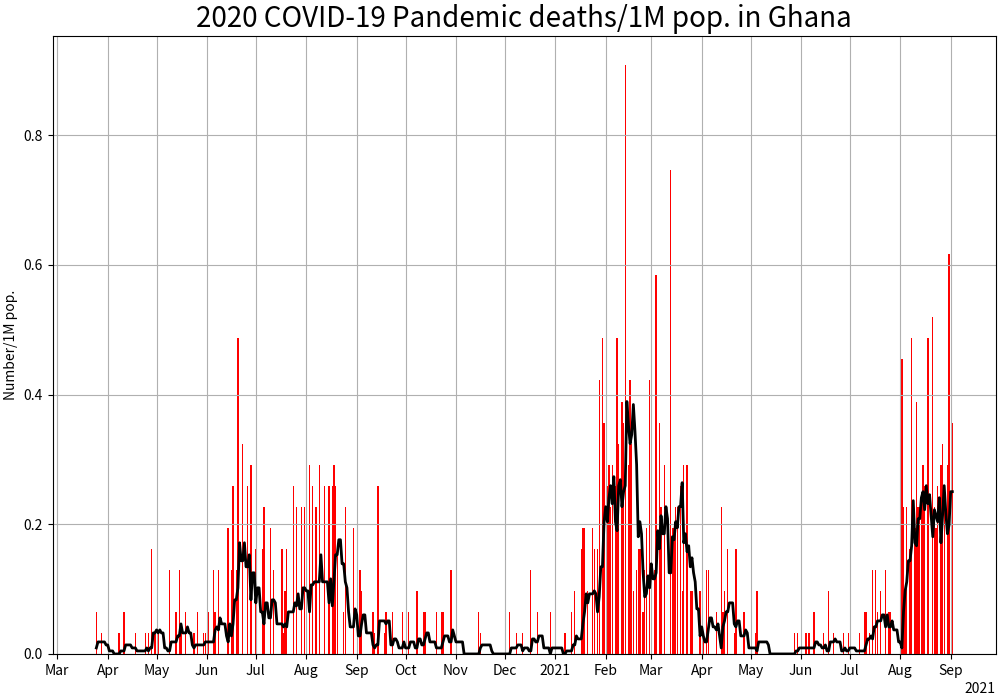 2020 COVID-19 Pandemic deaths/1M pop. in Ghana
Number/1M pop.
0.8
0.6
0.4
0.2
0.0
Mar Apr May Jun Jul Aug Sep Oct Nov Dec 2021 Feb Mar Apr May Jun Jul Aug Sep
2021